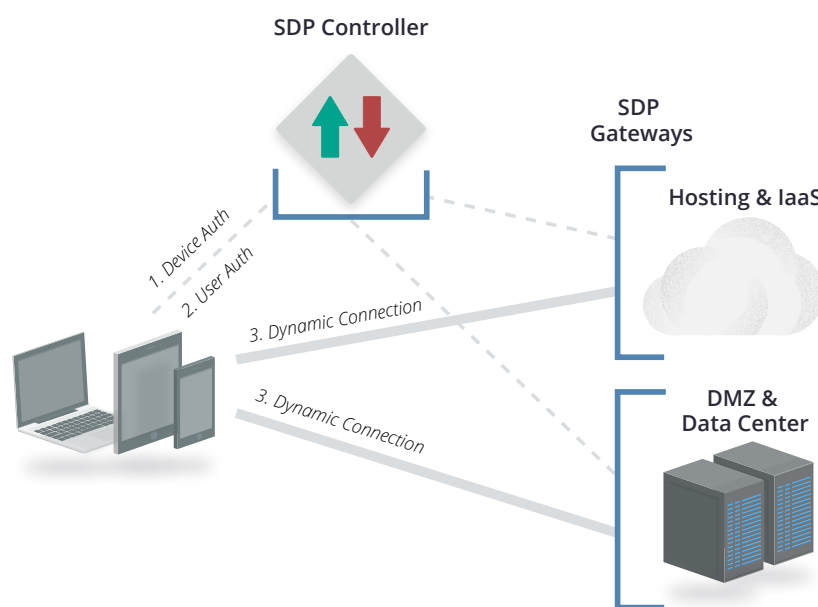 SDP Controller
SDP
Gateways
Hosting & IaaS
1. Device Auth
2. User Auth
3. Dynamic Connection
3. Dynamic Connection
DMZ &
Data Center